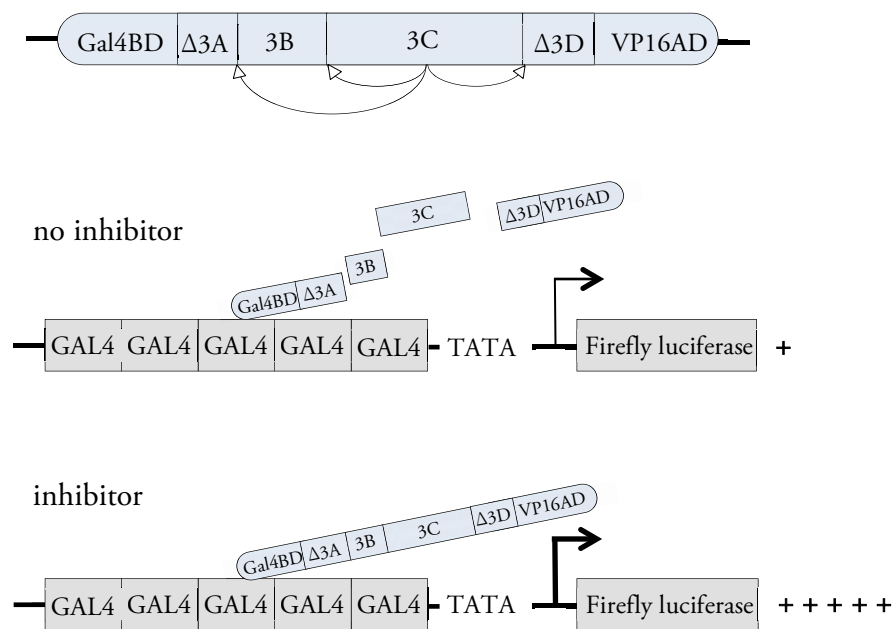 Gal4BD Δ3A 3B 3C Δ3D VP16AD
no inhibitor
3C
Δ3D VP16AD
3B
Gal4BD Δ3A
GAL4 GAL4 GAL4 GAL4 GAL4 TATA Firefly luciferase +
inhibitor
Gal4BD Δ3A 3B 3C Δ3D VP16AD
GAL4 GAL4 GAL4 GAL4 GAL4 TATA Firefly luciferase + + + + +